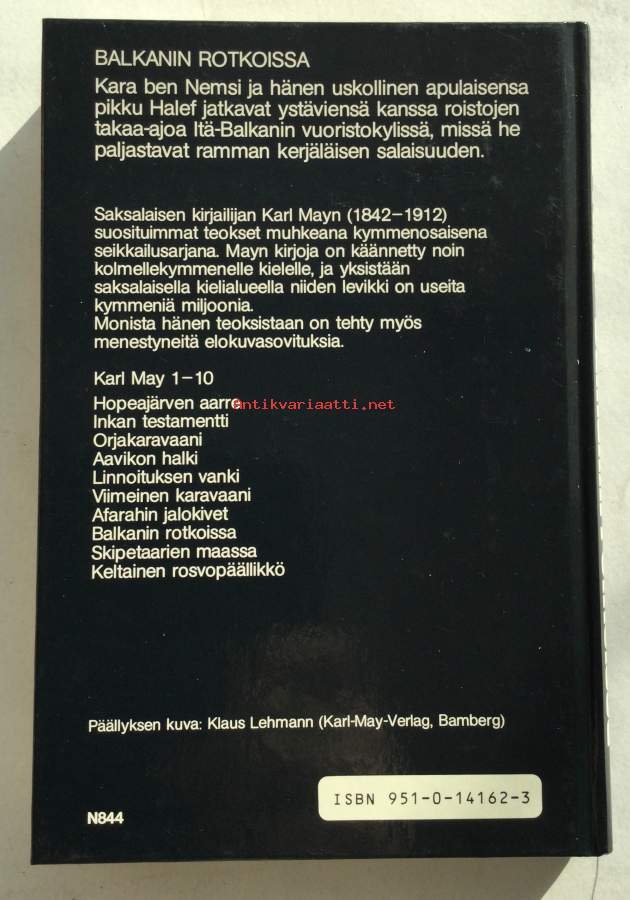 BALKANIN ROTKOISSA
Kara ben Nemsi ja hänen uskollinen apulaisensa
pikku Halef jatkavat ystäviensä kanssa roistojen
takaa-ajoa Itä-Balkanin vuoristokylissä, missä he
paljastavat ramman kerjäläisen salaisuuden.
Saksalaisen kirjailijan Karl Mayn (1842–1912)
suosituimmat teokset muhkeana kymmenosaisena
seikkailusarjana. Mayn kirjoja on käännetty noin
kolmellekymmenelle kielelle, ja yksistään
saksalaisella kielialueella niiden levikki on useita
kymmeniä miljoonia.
Monista hänen teoksistaan on tehty myös
menestyneitä elokuvasovituksia.
Karl May 1–10
Hopeajärven aarre
Antikvariaatti.net
Inkan testamentti
Orjakaravaani
Aavikon halki
Linnoituksen vanki
Viimeinen karavaani
Afarahin jalokivet
Balkanin rotkoissa
Skipetaarien maassa
Keltainen rosvopäällikkö
Päällyksen kuva: Klaus Lehmann (Karl-May-Verlag, Bamberg)
ISBN 951-0-14162-3
N844